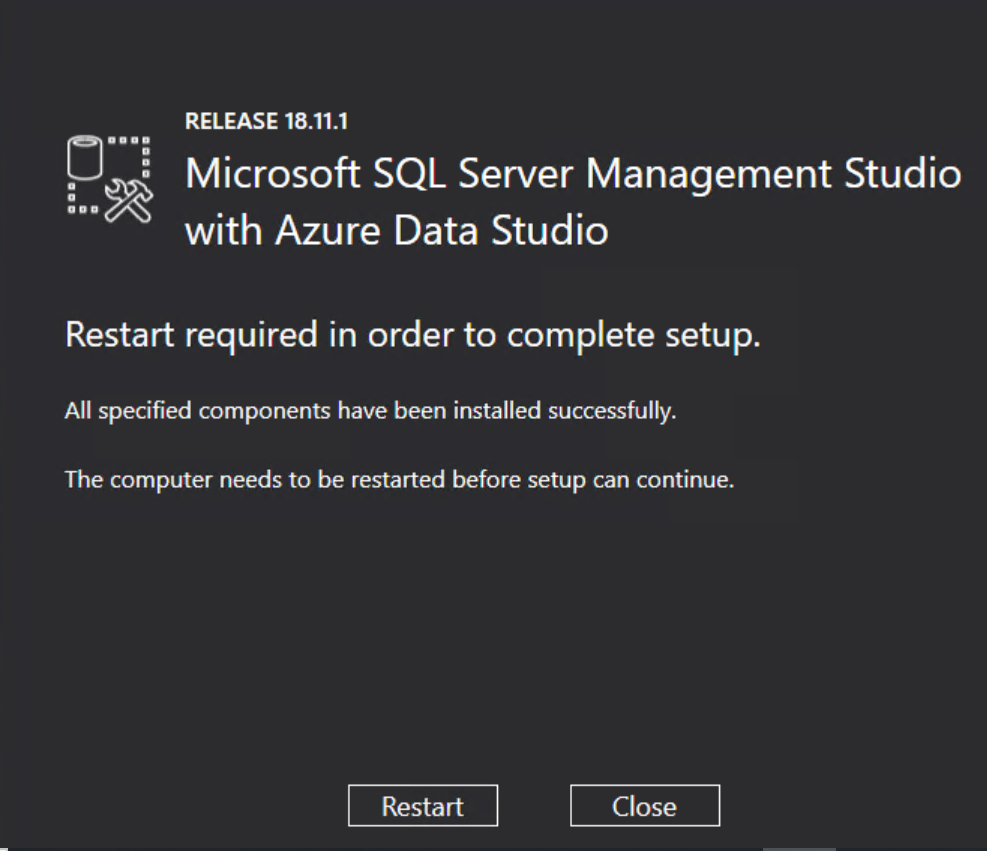 RELEASE 18.11.1
Microsoft SQL Server Management Studio
with Azure Data Studio
Restart required in order to complete setup.
All specified components have been installed successfully.
The computer needs to be restarted before setup can continue.
Restart
Close